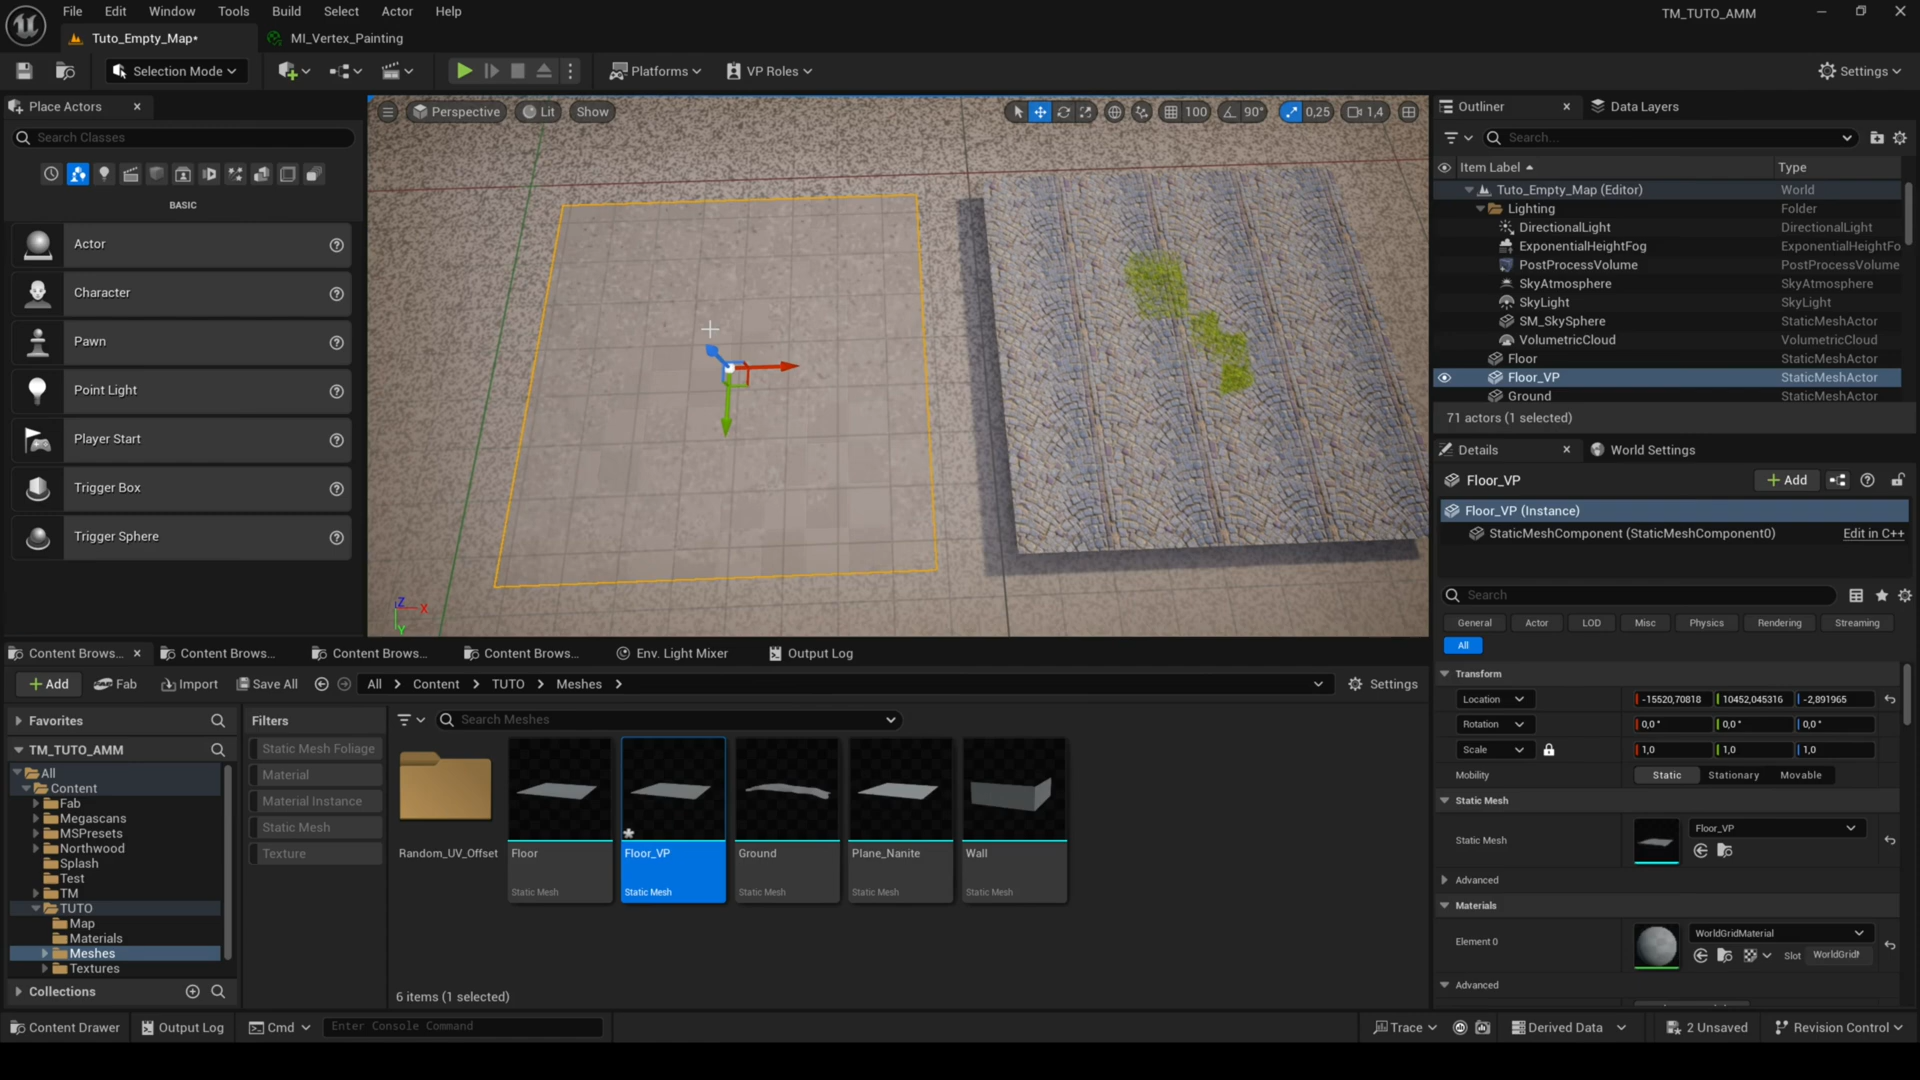 File Edit Window Tools Build Select Actor Help
TM_TUTO_AMM
Tuto_Empty_Map*
MI_Vertex_Painting
Selection Mode
Platforms
VP Roles
Settings
Place Actors
Search Classes
BASIC
Actor
Character
Pawn
Point Light
Player Start
Trigger Box
Trigger Sphere
Perspective
Lit
Show
100
90°
0,25
1,4
Z
X
Y
Outliner
Data Layers
Search...
Item Label
Type
Tuto_Empty_Map (Editor) World
Lighting Folder
DirectionalLight DirectionalLight
ExponentialHeightFog ExponentialHeightFo
PostProcessVolume PostProcessVolume
SkyAtmosphere SkyAtmosphere
SkyLight SkyLight
SM_SkySphere StaticMeshActor
VolumetricCloud VolumetricCloud
Floor StaticMeshActor
Floor_VP StaticMeshActor
Ground StaticMeshActor
71 actors (1 selected)
Details
World Settings
Floor_VP
Add
Floor_VP (Instance)
StaticMeshComponent (StaticMeshComponent0)
Edit in C++
Search
General Actor LOD Misc Physics Rendering Streaming
All
Transform
Location -15520,70818 10452,045316 -2,891965
Rotation 0,0 ° 0,0 ° 0,0 °
Scale 1,0 1,0 1,0
Mobility Static Stationary Movable
Static Mesh
Static Mesh Floor_VP
Advanced
Materials
Element 0 WorldGridMaterial
Slot
Advanced
Content Brows...
Content Brows...
Content Brows...
Content Brows...
Env. Light Mixer
Output Log
Add
Fab
Import
Save All
All > Content > TUTO > Meshes >
Settings
Favorites
TM_TUTO_AMM
All
Content
Fab
Megascans
MSPresets
Northwood
Splash
Test
TM
TUTO
Map
Materials
Meshes
Textures
Collections
Filters
Static Mesh Foliage
Material
Material Instance
Static Mesh
Texture
Search Meshes
Random_UV_Offset
Floor
Static Mesh
Floor_VP
Static Mesh
Ground
Static Mesh
Plane_Nanite
Static Mesh
Wall
Static Mesh
6 items (1 selected)
Content Drawer
Output Log
Cmd
Enter Console Command
Trace
Derived Data
2 Unsaved
Revision Control